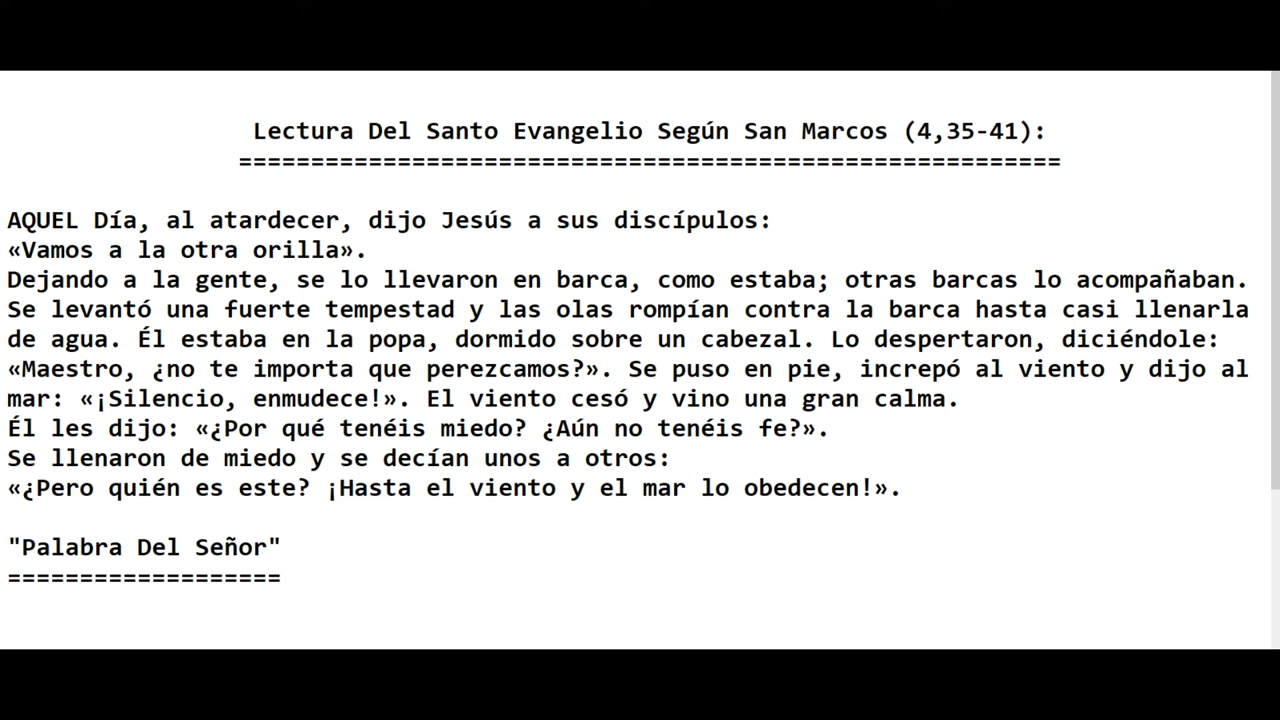 Lectura Del Santo Evangelio Según San Marcos (4,35-41):
=========================================================
AQUEL Día, al atardecer, dijo Jesús a sus discípulos:
«Vamos a la otra orilla».
Dejando a la gente, se lo llevaron en barca, como estaba; otras barcas lo acompañaban.
Se levantó una fuerte tempestad y las olas rompían contra la barca hasta casi llenarla
de agua. Él estaba en la popa, dormido sobre un cabezal. Lo despertaron, diciéndole:
«Maestro, ¿no te importa que perezcamos?». Se puso en pie, increpó al viento y dijo al
mar: «¡Silencio, enmudece!». El viento cesó y vino una gran calma.
Él les dijo: «¿Por qué tenéis miedo? ¿Aún no tenéis fe?».
Se llenaron de miedo y se decían unos a otros:
«¿Pero quién es este? ¡Hasta el viento y el mar lo obedecen!».
"Palabra Del Señor"
===================